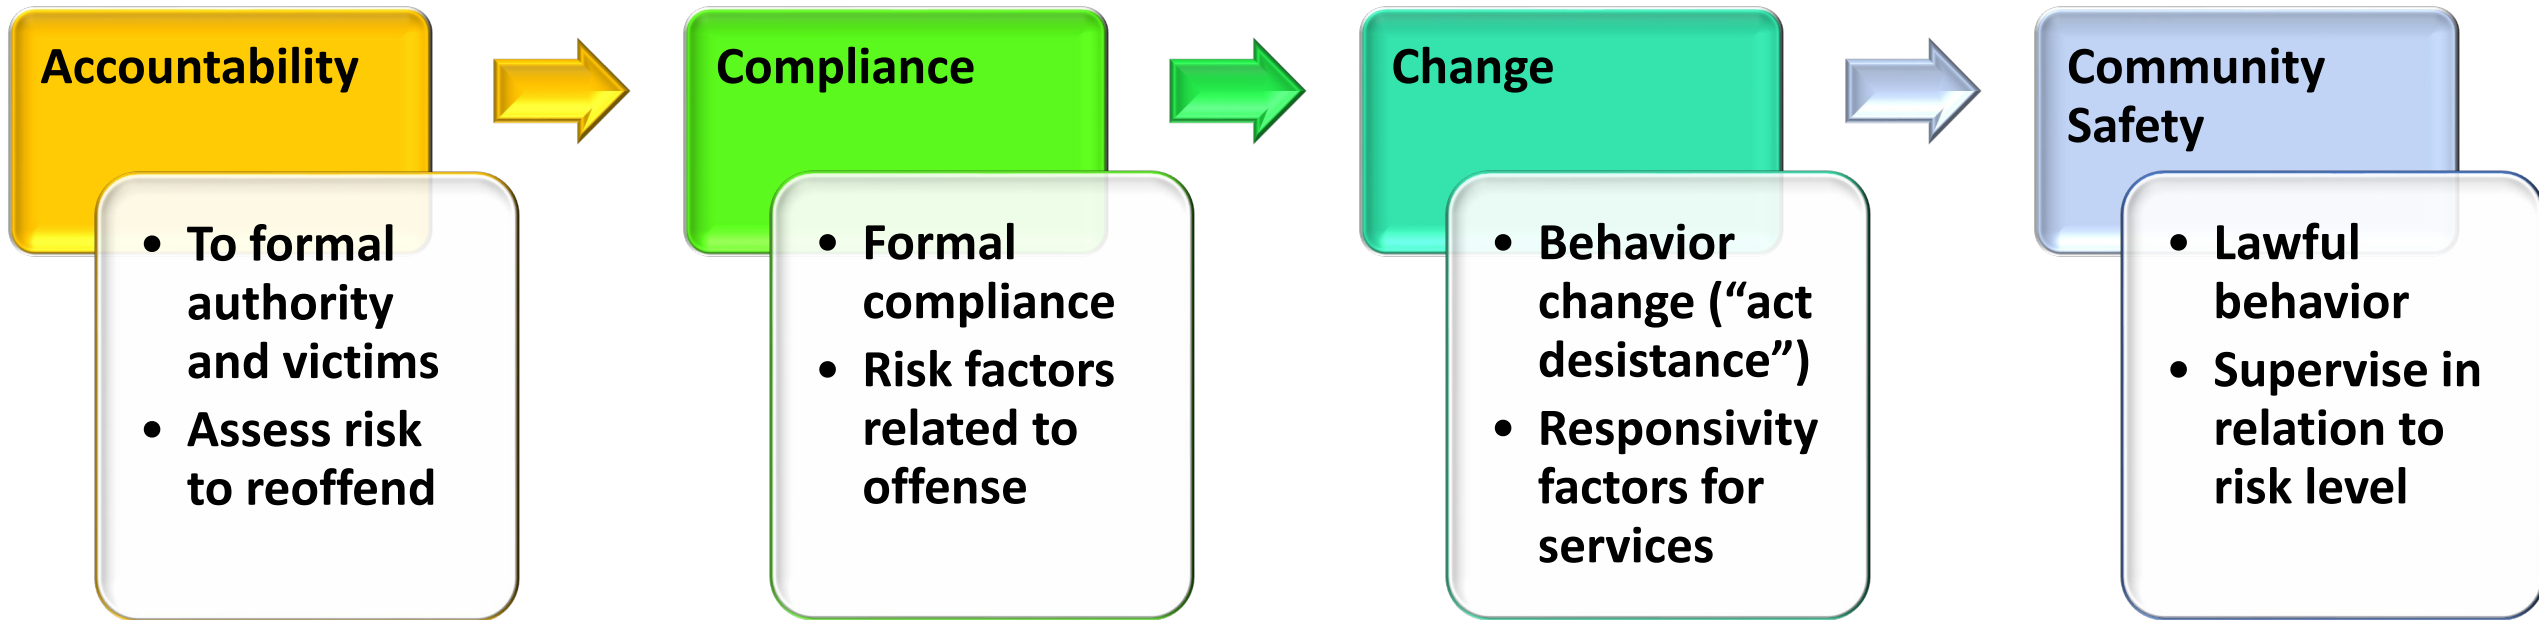 Accountability
• To formal
authority
and victims
• Assess risk
to reoffend
Compliance
• Formal
compliance
• Risk factors
related to
offense
Change
• Behavior
change (“act
desistance”)
• Responsivity
factors for
services
Community
Safety
• Lawful
behavior
• Supervise in
relation to
risk level